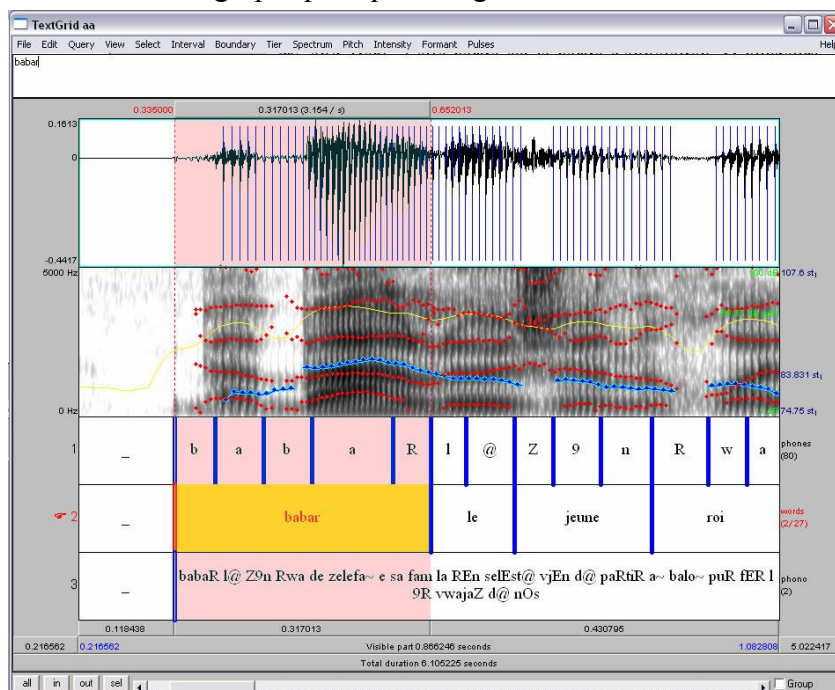 TextGrid aa
File Edit Query View Select Interval Boundary Tier Spectrum Pitch Intensity Formant Pulses Help
babar
0.335000 0.317013 (3.154 / s) 0.652013
0.1613
0
-0.4417
5000 Hz 107.6 st
83.831 st
0 Hz 74.75 st
1 _ b a b a R l @ Z 9 n R w a phones
(80)
2 _ babar le jeune roi words
(2/27)
3 _ babaR l@ Z9n Rwa de zelefa~ e sa fam la REn selEst@ vjEn d@ paRtiR a~ balo~ puR fER l phono
9R vwajaZ d@ nOs (2)
0.118438 0.317013 0.430795
0.216562 0.216562 Visible part 0.866246 seconds 1.082808 5.022417
Total duration 6.105225 seconds
all in out sel Group